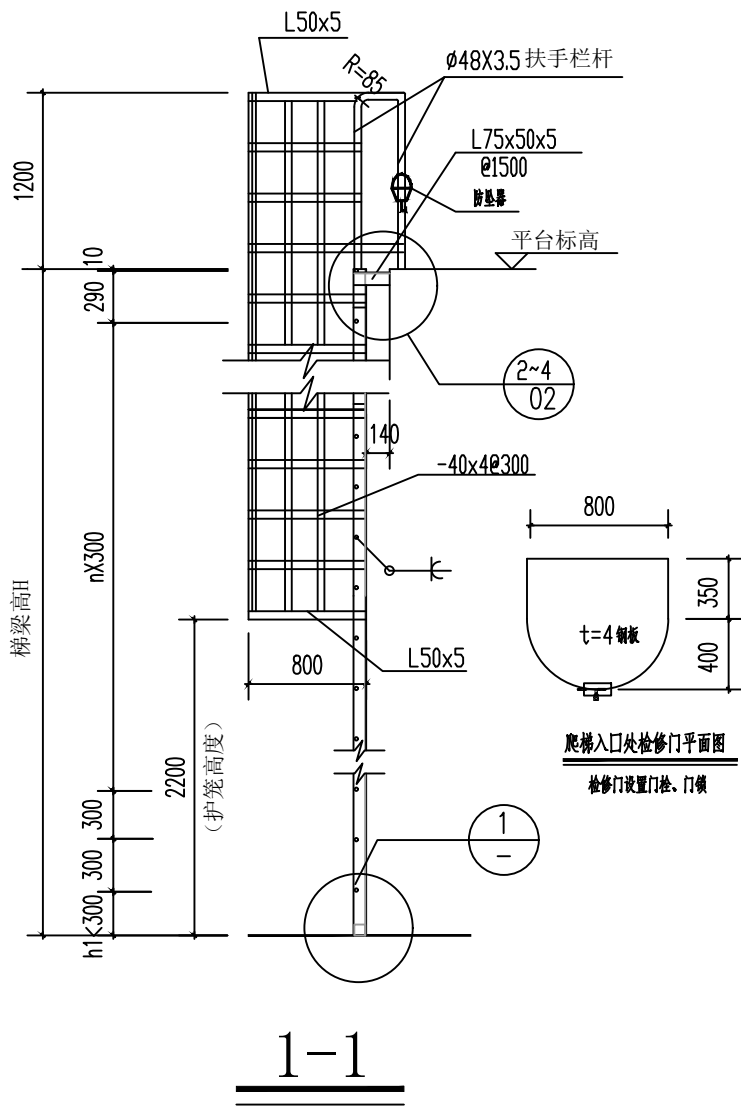 L50x5
R=85
ø48X3.5 扶手栏杆
L75x50x5
@1500
防坠器
平台标高
1200
10
290
2~4
02
140
-40x4@300
800
nX300
梯梁高H
350
t=4 钢板
400
800
L50x5
爬梯入口处检修门平面图
检修门设置门栓、门锁
2200
(护笼高度)
300
300
h1<300
1
-
1-1